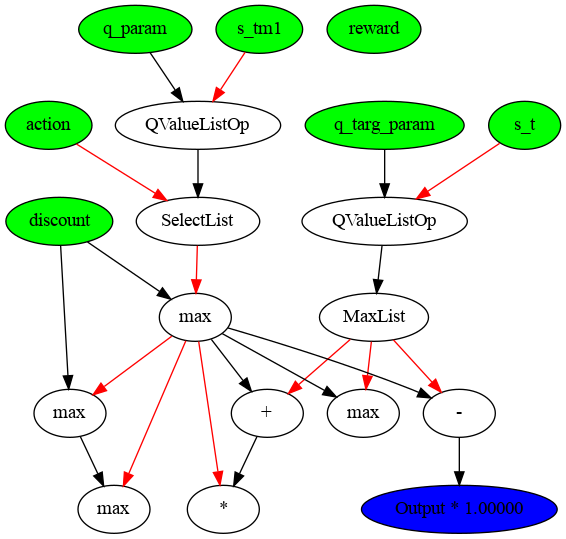 q_param
s_tm1
reward
action
QValueListOp
q_targ_param
s_t
discount
SelectList
QValueListOp
max
MaxList
max
+
max
-
max
*
Output * 1.00000